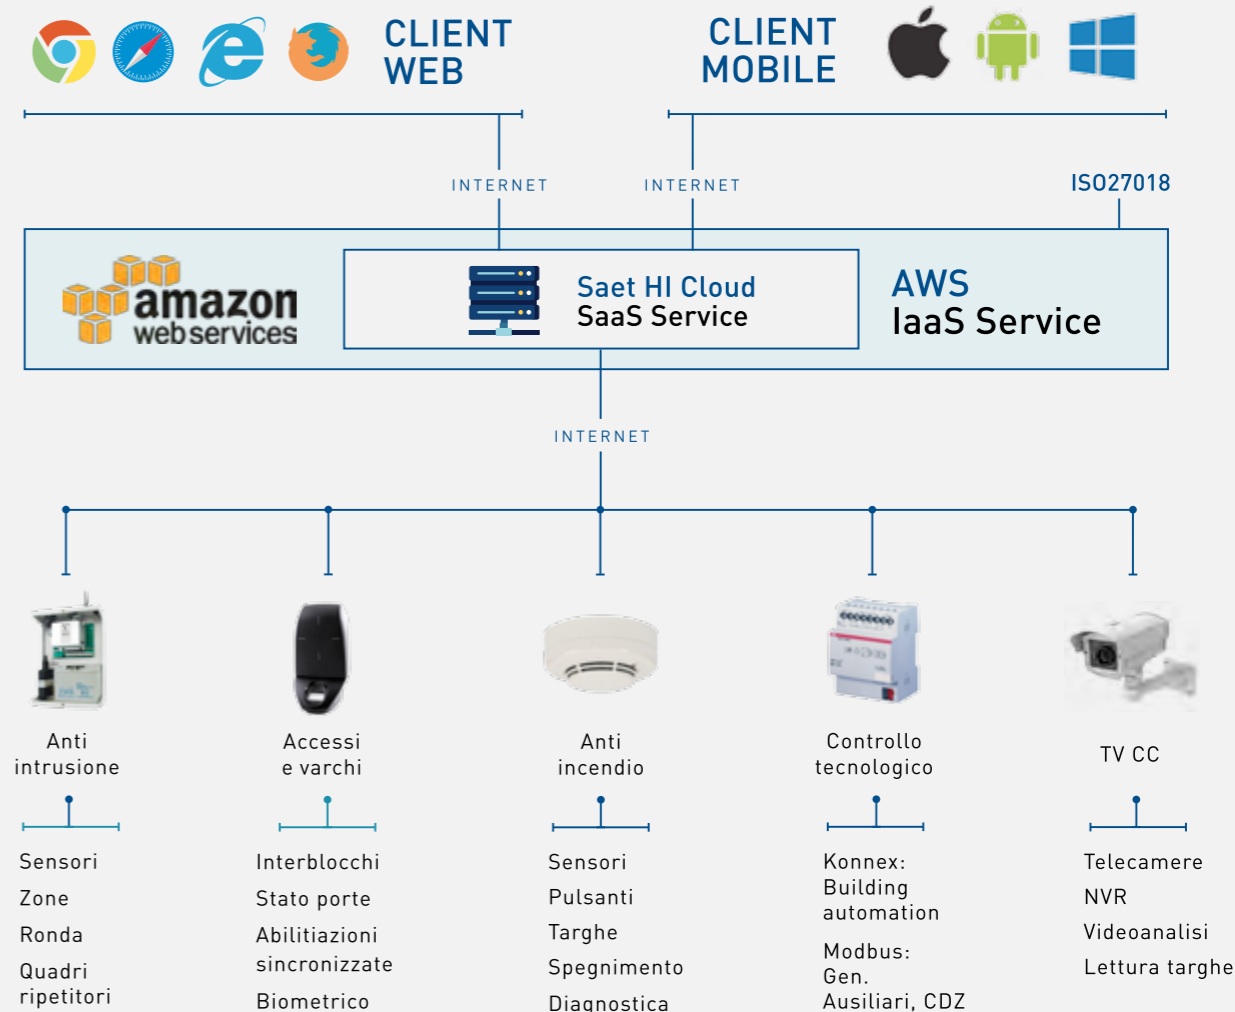 CLIENT
WEB
CLIENT
MOBILE
INTERNET
INTERNET
ISO27018
amazon
webservices
Saet HI Cloud
SaaS Service
AWS
IaaS Service
INTERNET
Anti
intrusione
Accessi
e varchi
Anti
incendio
Controllo
tecnologico
TV CC
Sensori
Zone
Ronda
Quadri
ripetitori
Interblocchi
Stato porte
Abilitiazioni
sincronizzate
Biometrico
Sensori
Pulsanti
Targhe
Spegnimento
Diagnostica
Konnex:
Building
automation
Modbus:
Gen.
Ausiliari, CDZ
Telecamere
NVR
Videoanalisi
Lettura targhe